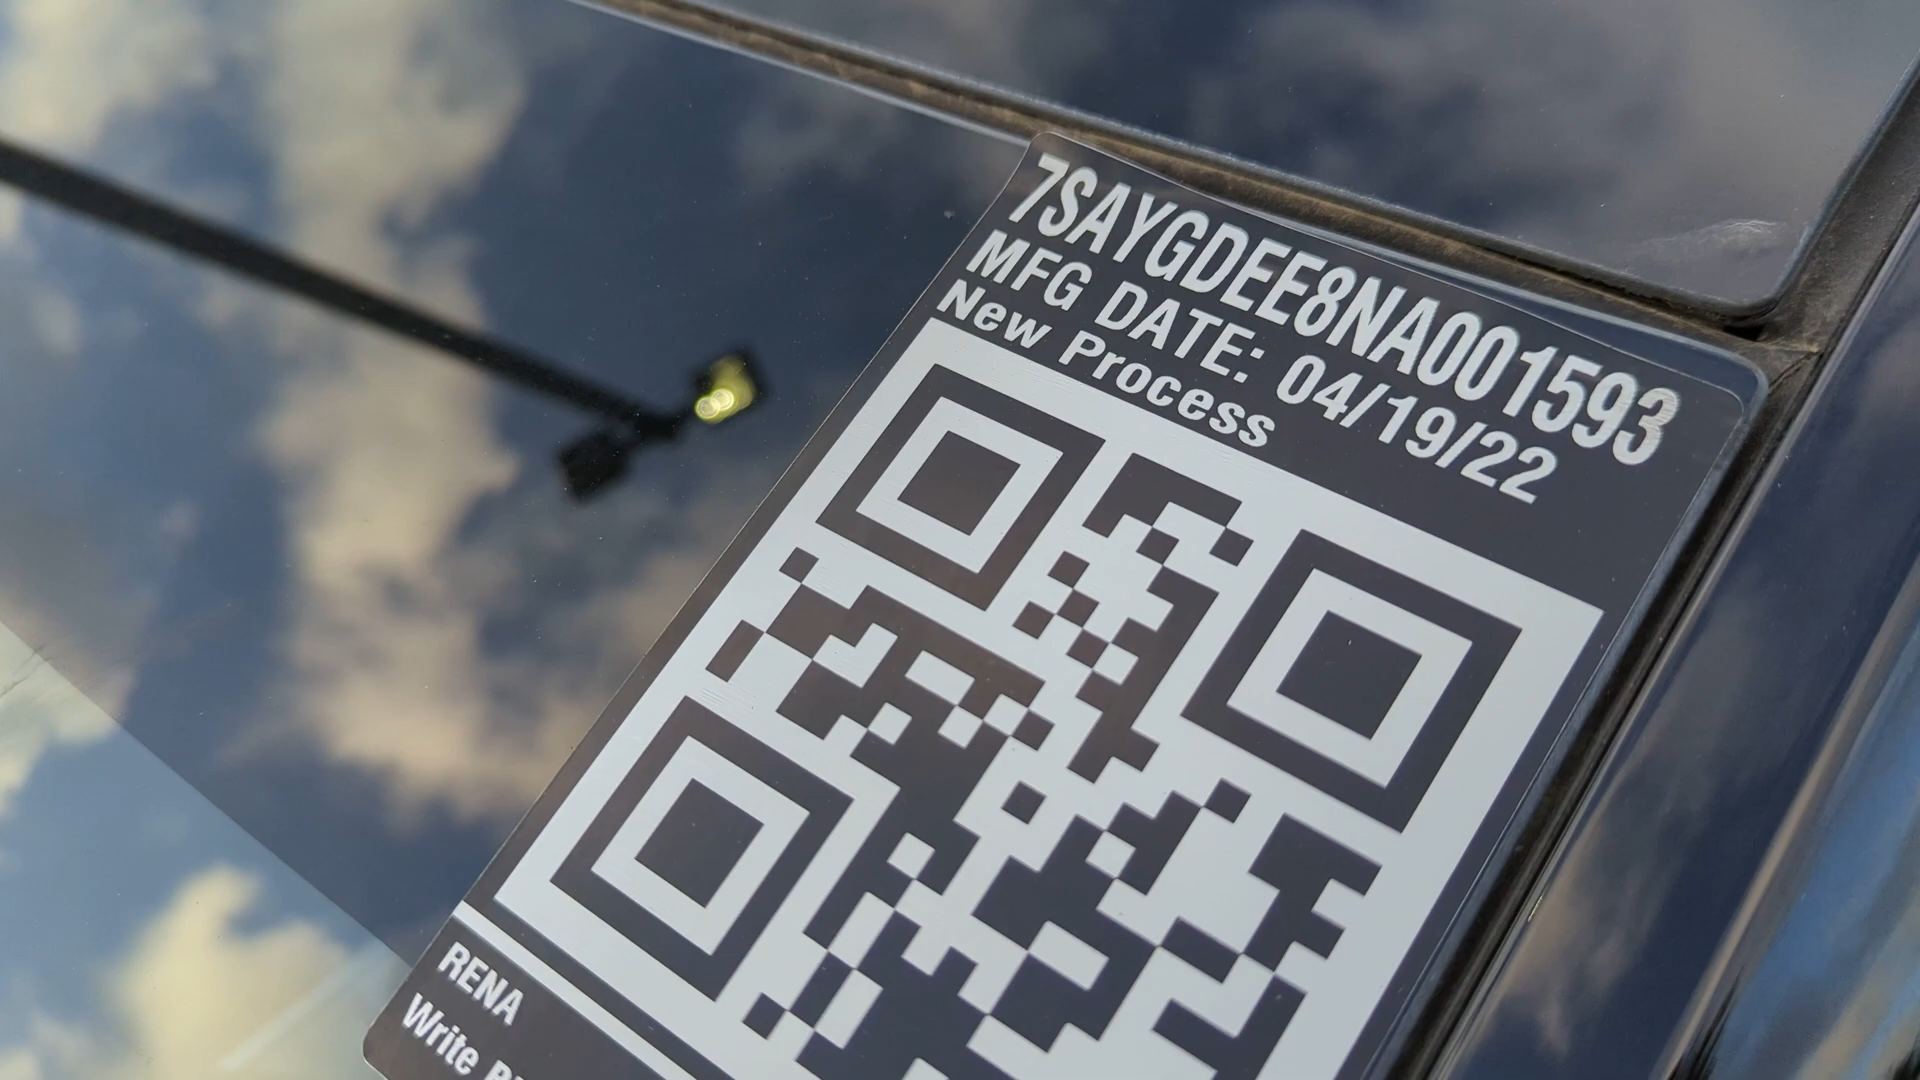 7SAYGDEE8NA001593
MFG DATE: 04/19/22
New Process
RENA
Write